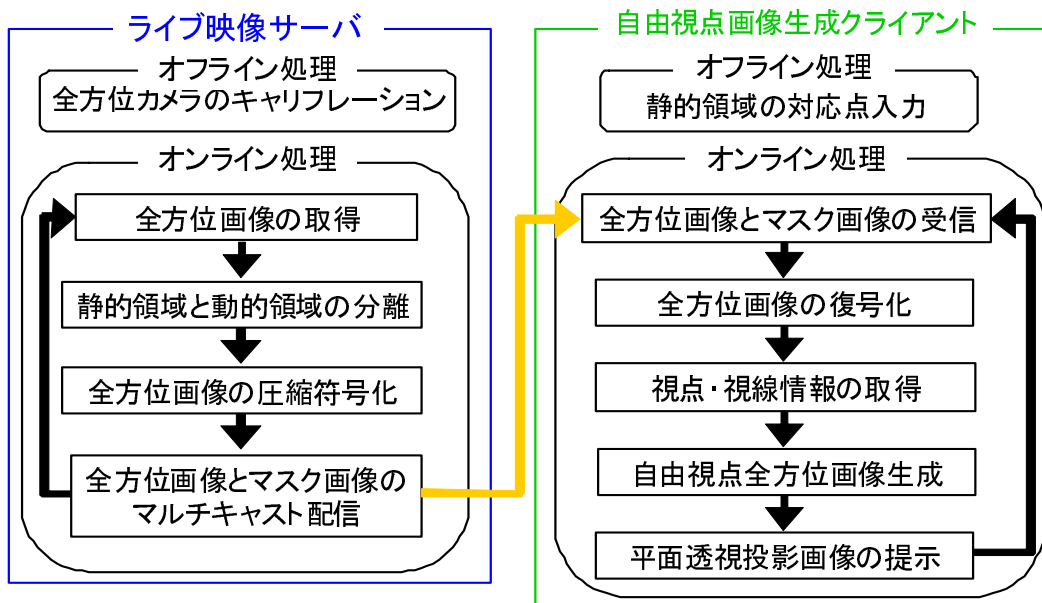 ライブ映像サーバ
オフライン処理
全方位カメラのキャリフレーション
オンライン処理
全方位画像の取得
静的領域と動的領域の分離
全方位画像の圧縮符号化
全方位画像とマスク画像の
マルチキャスト配信
自由視点画像生成クライアント
オフライン処理
静的領域の対応点入力
オンライン処理
全方位画像とマスク画像の受信
全方位画像の復号化
視点・視線情報の取得
自由視点全方位画像生成
平面透視投影画像の提示